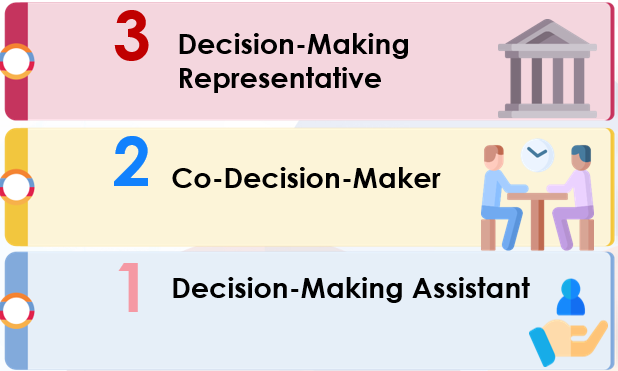 3
Decision-Making
Representative
2
Co-Decision-Maker
1
Decision-Making Assistant